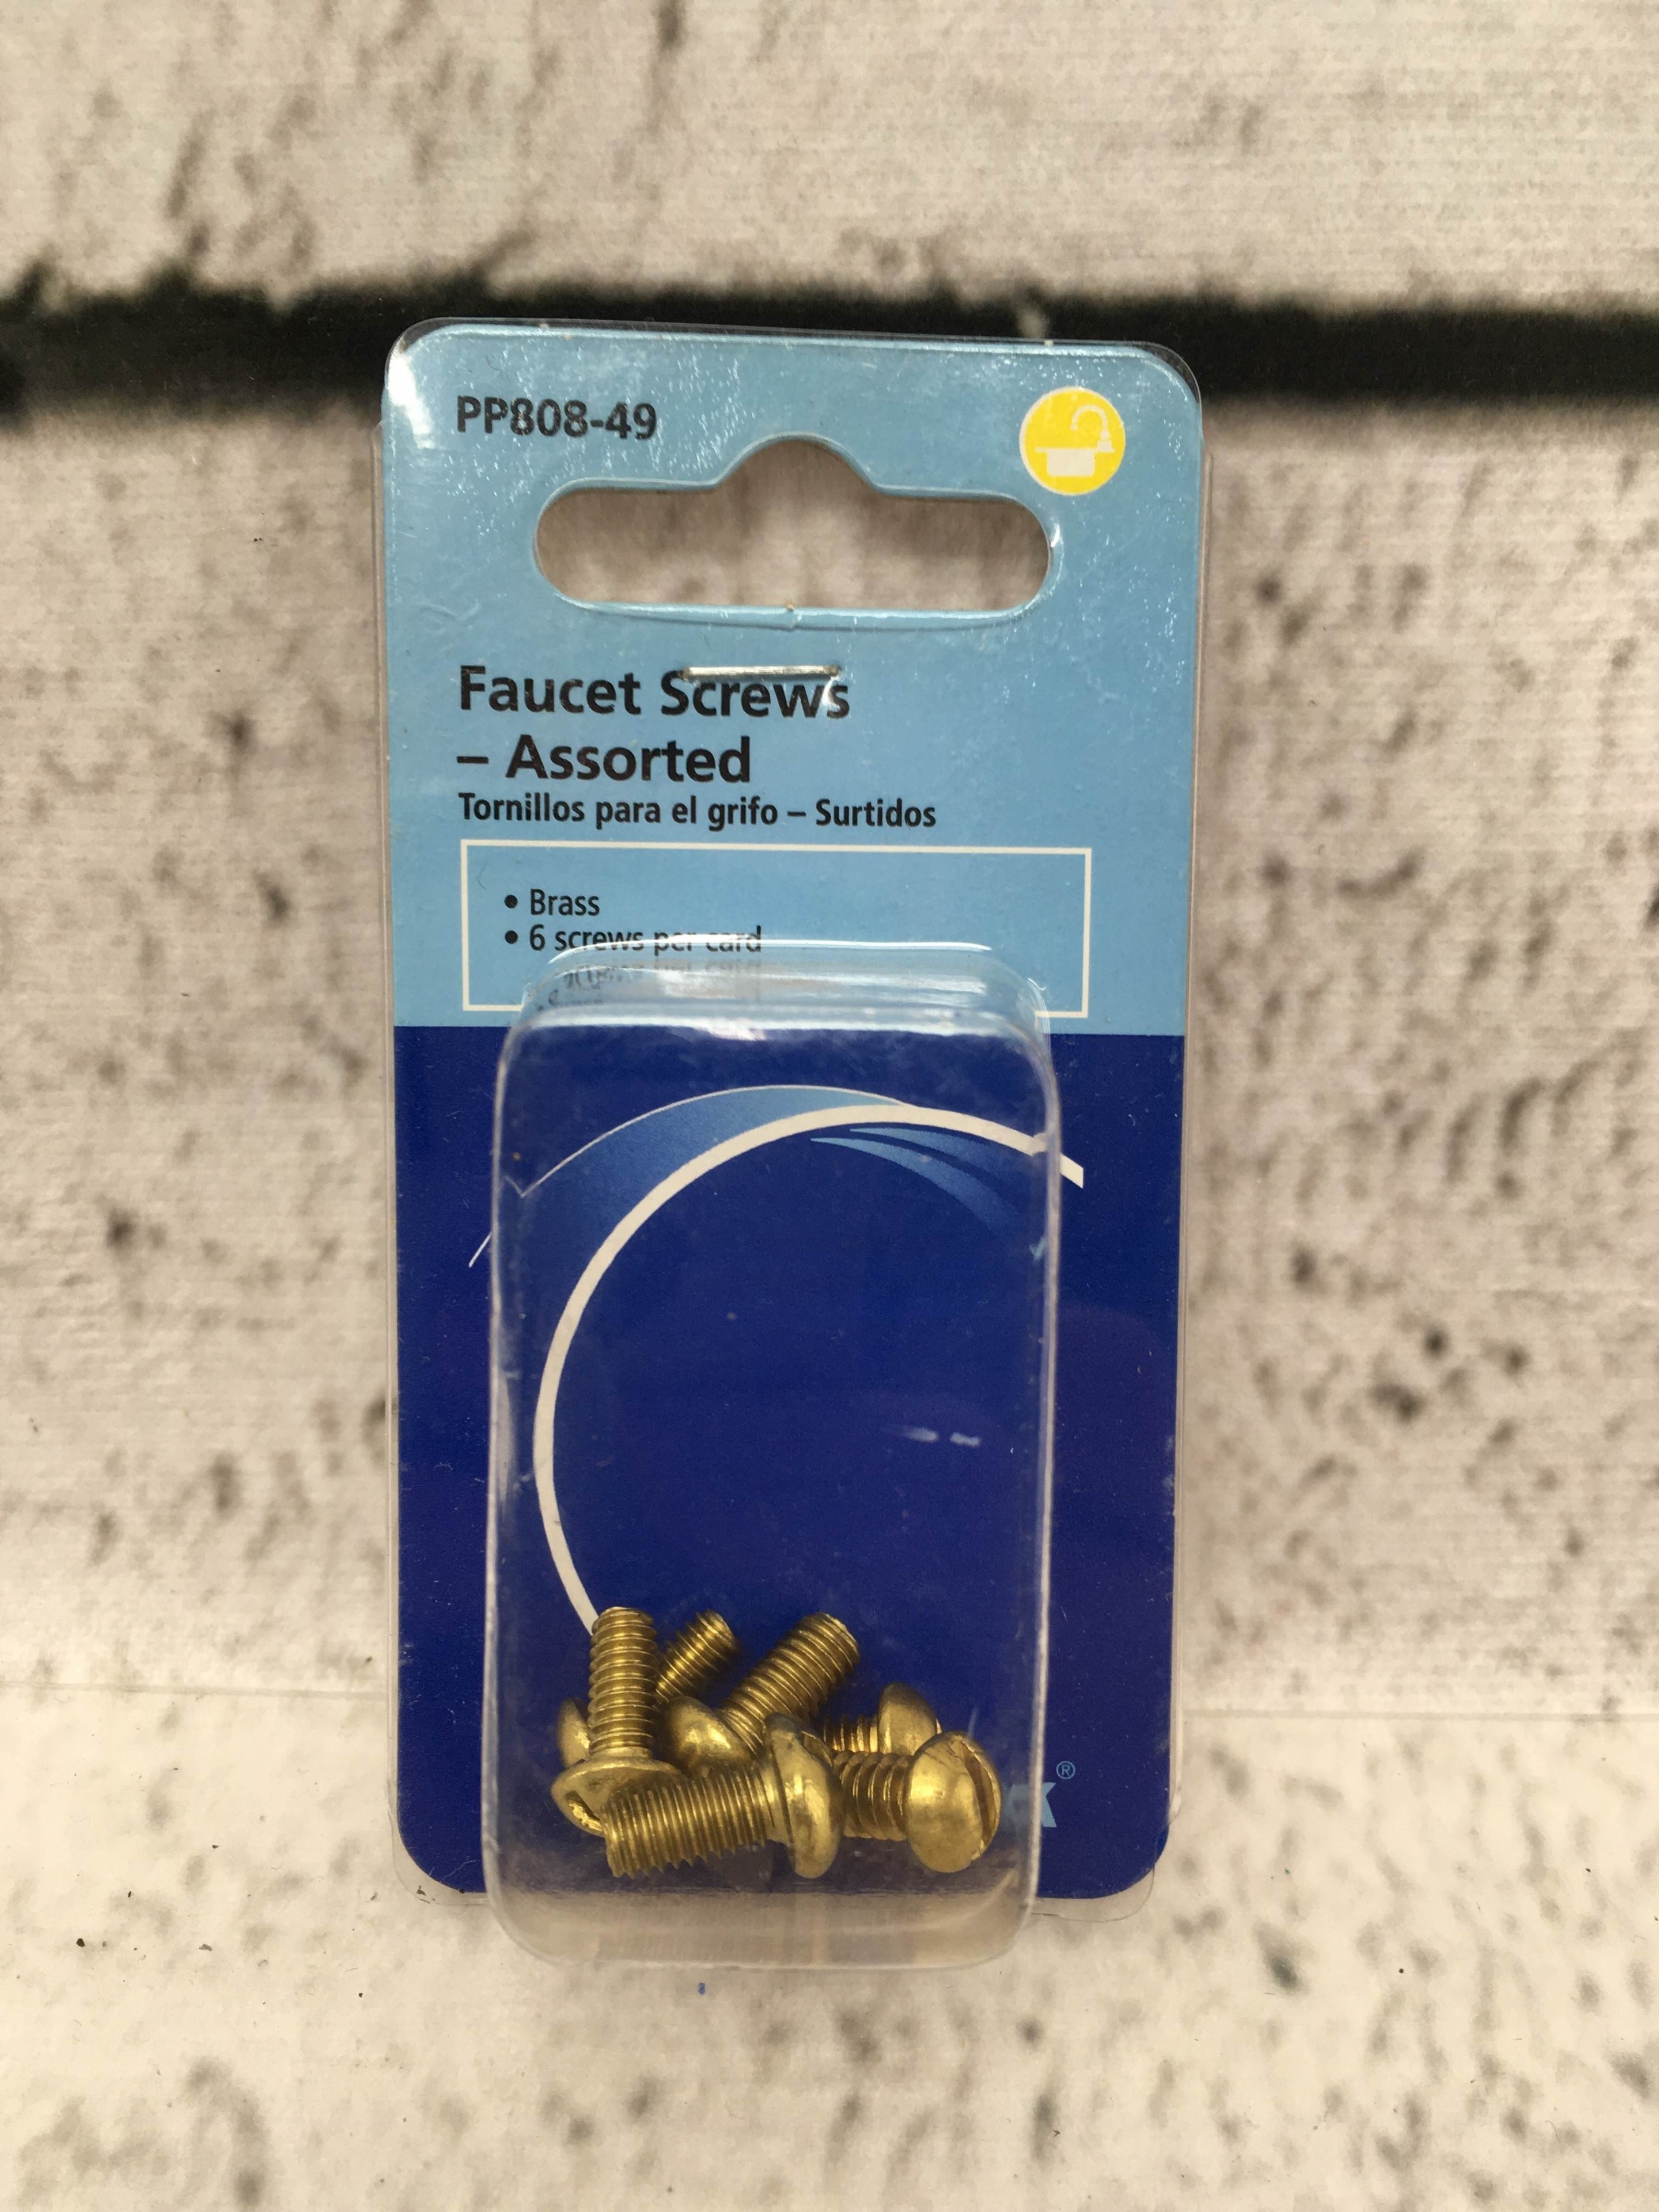 PP808-49
Faucet Screws
– Assorted
Tornillos para el grifo – Surtidos
• Brass
• 6 screws per card
K®